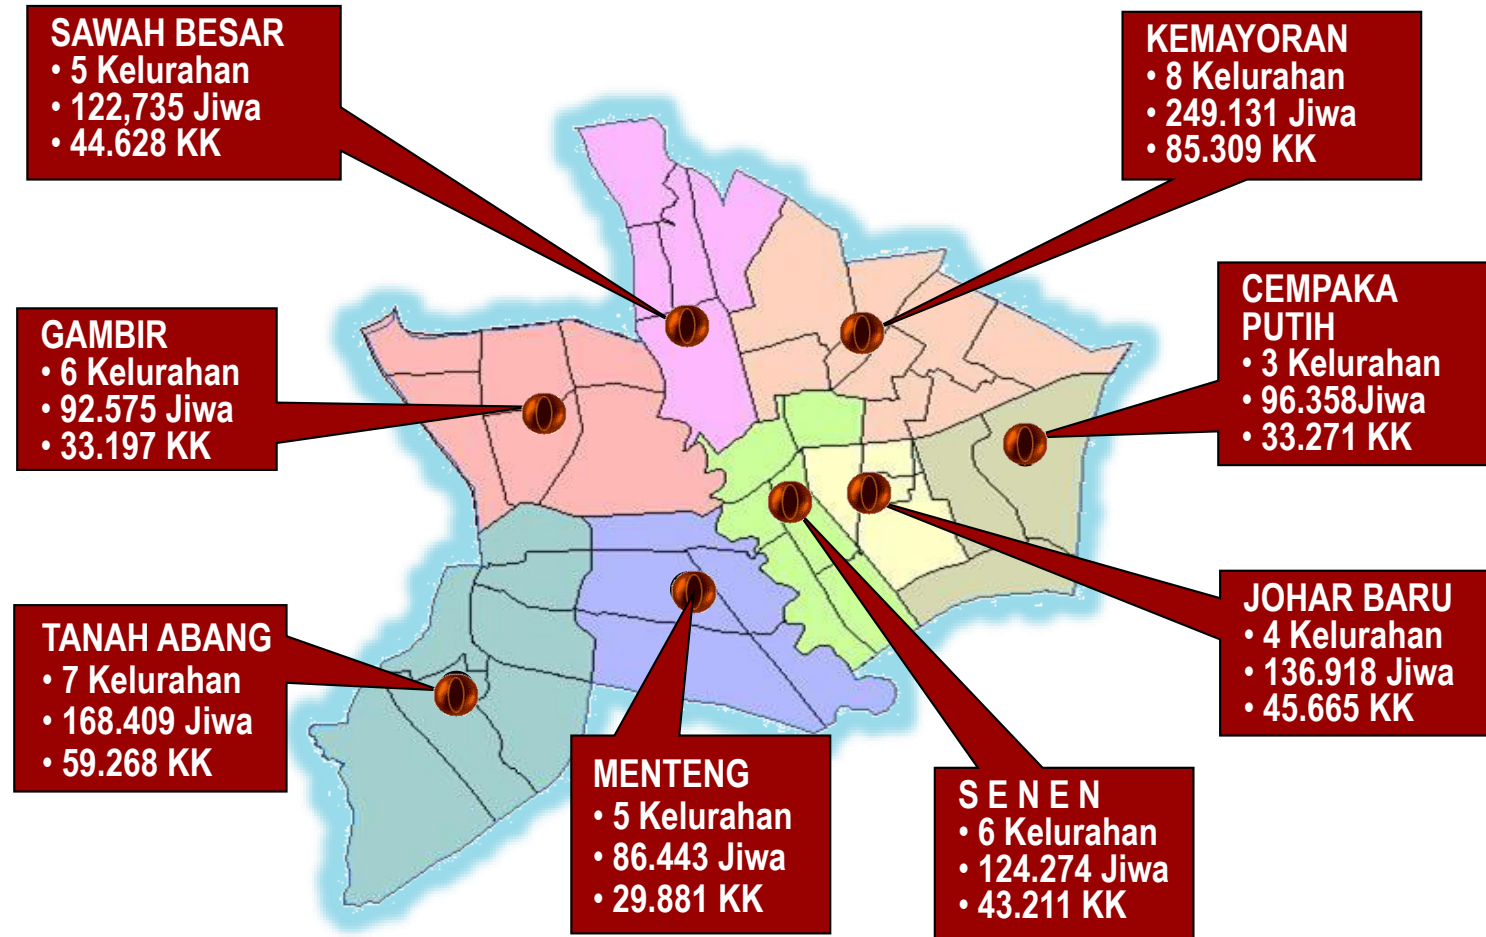 SAWAH BESAR
• 5 Kelurahan
• 122,735 Jiwa
• 44.628 KK
KEMAYORAN
• 8 Kelurahan
• 249.131 Jiwa
• 85.309 KK
GAMBIR
• 6 Kelurahan
• 92.575 Jiwa
• 33.197 KK
CEMPAKA
PUTIH
• 3 Kelurahan
• 96.358Jiwa
• 33.271 KK
TANAH ABANG
• 7 Kelurahan
• 168.409 Jiwa
• 59.268 KK
JOHAR BARU
• 4 Kelurahan
• 136.918 Jiwa
• 45.665 KK
MENTENG
• 5 Kelurahan
• 86.443 Jiwa
• 29.881 KK
S E N E N
• 6 Kelurahan
• 124.274 Jiwa
• 43.211 KK